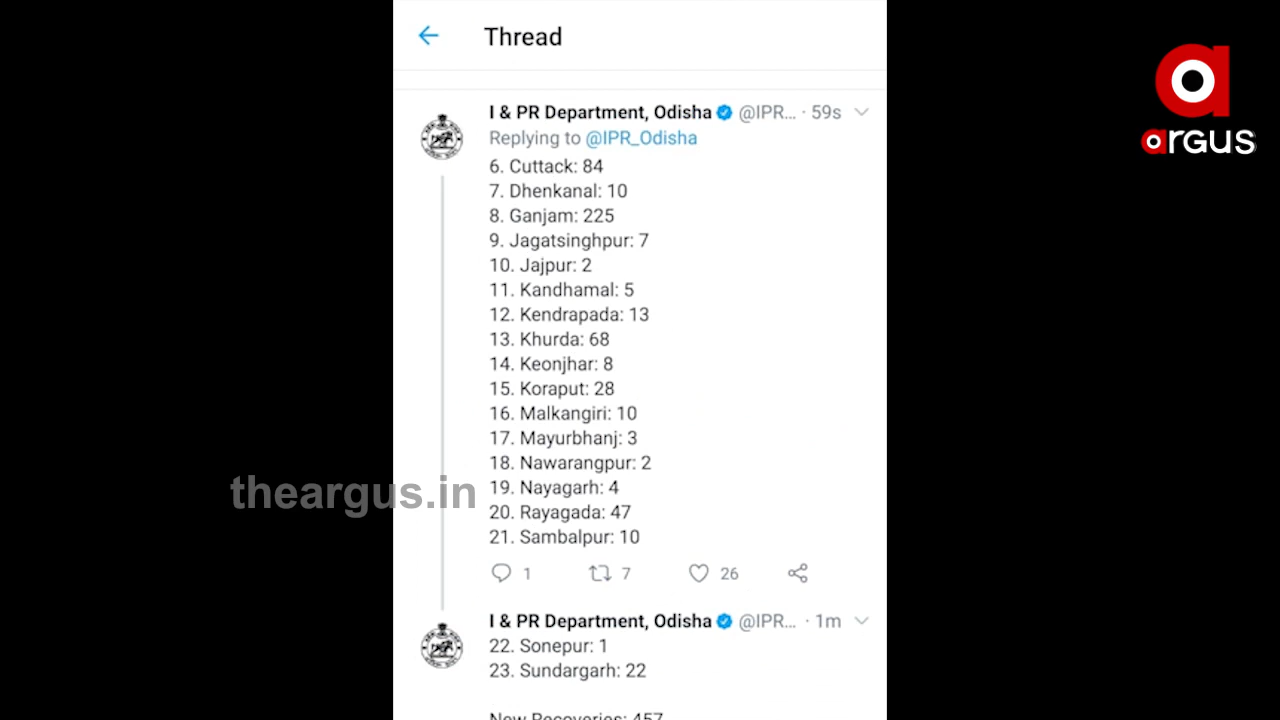 Thread
I & PR Department, Odisha @IPR... · 59s
Replying to @IPR_Odisha
6. Cuttack: 84
7. Dhenkanal: 10
8. Ganjam: 225
9. Jagatsinghpur: 7
10. Jajpur: 2
11. Kandhamal: 5
12. Kendrapada: 13
13. Khurda: 68
14. Keonjhar: 8
15. Koraput: 28
16. Malkangiri: 10
17. Mayurbhanj: 3
18. Nawarangpur: 2
19. Nayagarh: 4
20. Rayagada: 47
21. Sambalpur: 10
1 7 26
I & PR Department, Odisha @IPR... · 1m
22. Sonepur: 1
23. Sundargarh: 22
New Recoveries: 457
theargus.in
a
arGUS